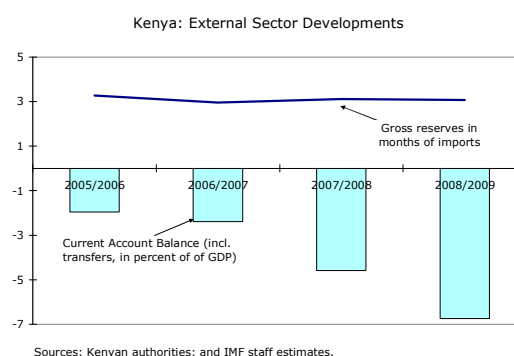 Kenya: External Sector Developments
5
3
1
-1
-3
-5
-7
Gross reserves in
months of imports
2005/2006
2006/2007
2007/2008
2008/2009
Current Account Balance (incl.
transfers, in percent of of GDP)
Sources: Kenyan authorities; and IMF staff estimates.